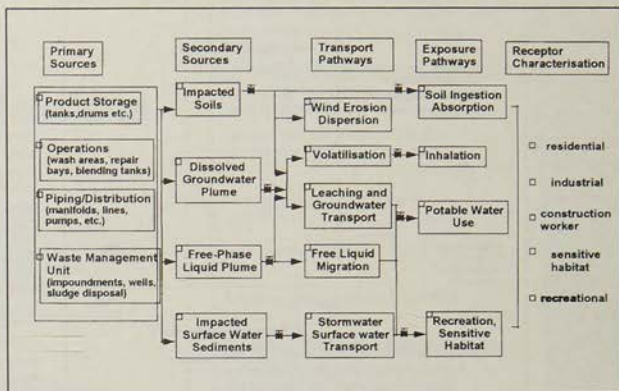 Primary
Sources
Secondary
Sources
Transport
Pathways
Exposure
Pathways
Receptor
Characterisation
Product Storage
(tanks,drums etc.)
Operations
(wash areas, repair
bays, blending tanks)
Piping/Distribution
(manifolds, lines,
pumps, etc.)
Waste Management
Unit
(impoundments, wells,
sludge disposal)
Impacted
Soils
Dissolved
Groundwater
Plume
Free-Phase
Liquid Plume
Impacted
Surface Water
Sediments
Wind Erosion
Dispersion
Volatilisation
Leaching and
Groundwater
Transport
Free Liquid
Migration
Stormwater
Surface water
Transport
Soil Ingestion
Absorption
Inhalation
Potable Water
Use
Recreation,
Sensitive
Habitat
residential
industrial
construction
worker
sensitive
habitat
recreational